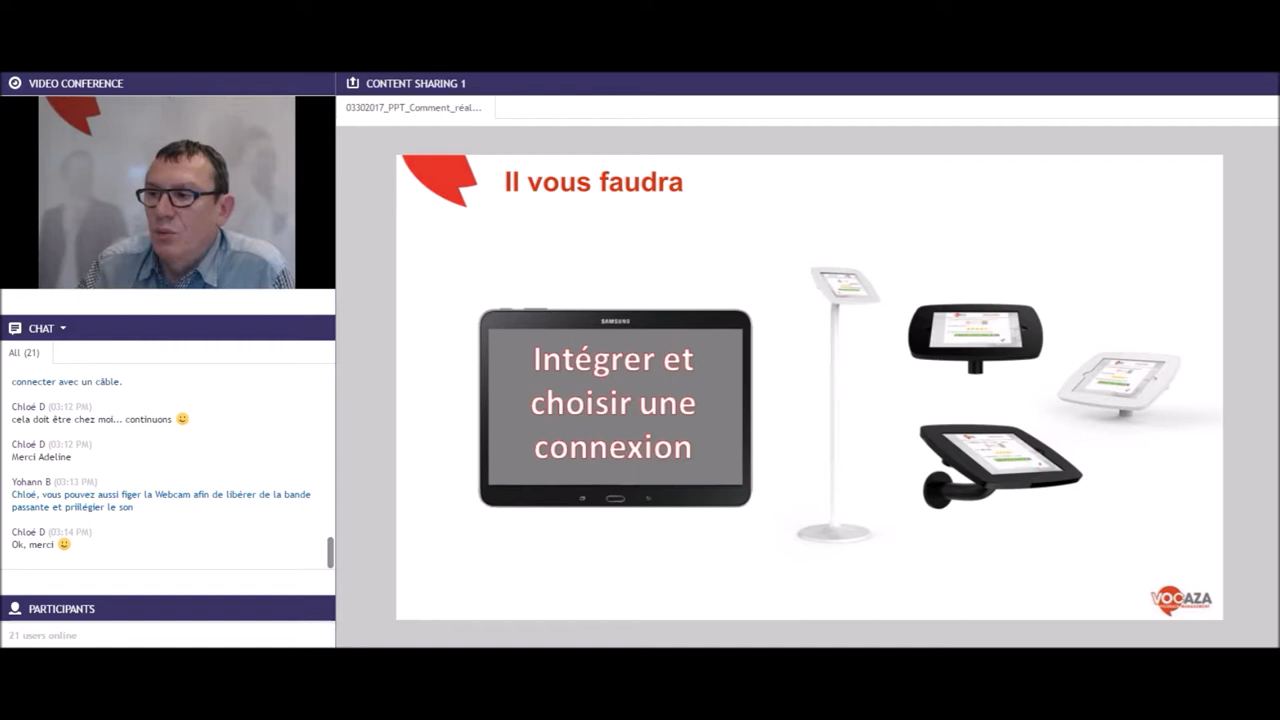 VIDEO CONFERENCE
CONTENT SHARING 1
03302017_PPT_Comment_réal...
Il vous faudra
SAMSUNG
Intégrer et
choisir une
connexion
CHAT
All (21)
connecter avec un câble.
Chloé D (03:12 PM)
cela doit être chez moi... continuons
Chloé D (03:12 PM)
Merci Adeline
Yohann B (03:13 PM)
Chloé, vous pouvez aussi figer la Webcam afin de libérer de la bande
passante et priilégier le son
Chloé D (03:14 PM)
Ok, merci
PARTICIPANTS
21 users online
VOCAZA